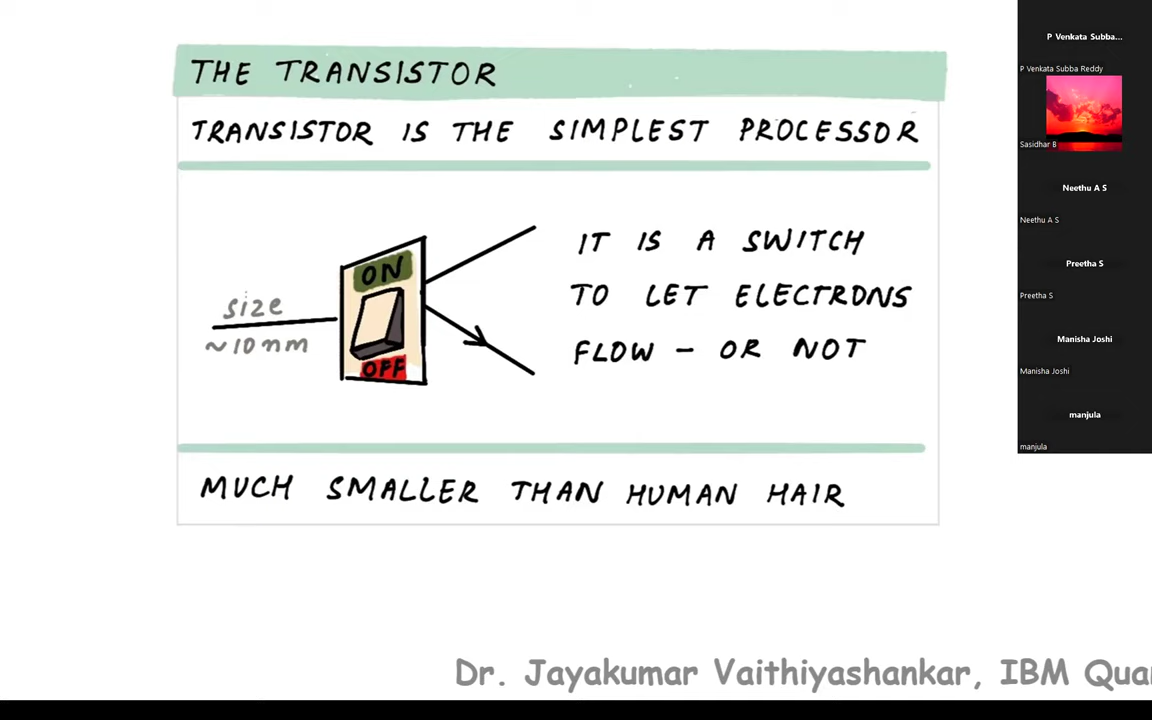 THE TRANSISTOR
TRANSISTOR IS THE SIMPLEST PROCESSOR
size
~10nm
ON
OFF
IT IS A SWITCH
TO LET ELECTRONS
FLOW - OR NOT
MUCH SMALLER THAN HUMAN HAIR
Dr. Jayakumar Vaithiyashankar, IBM Qua
P Venkata Subba...
P Venkata Subba Reddy
Sasidhar B
Neethu A S
Neethu A S
Preetha S
Preetha S
Manisha Joshi
Manisha Joshi
manjula
manjula